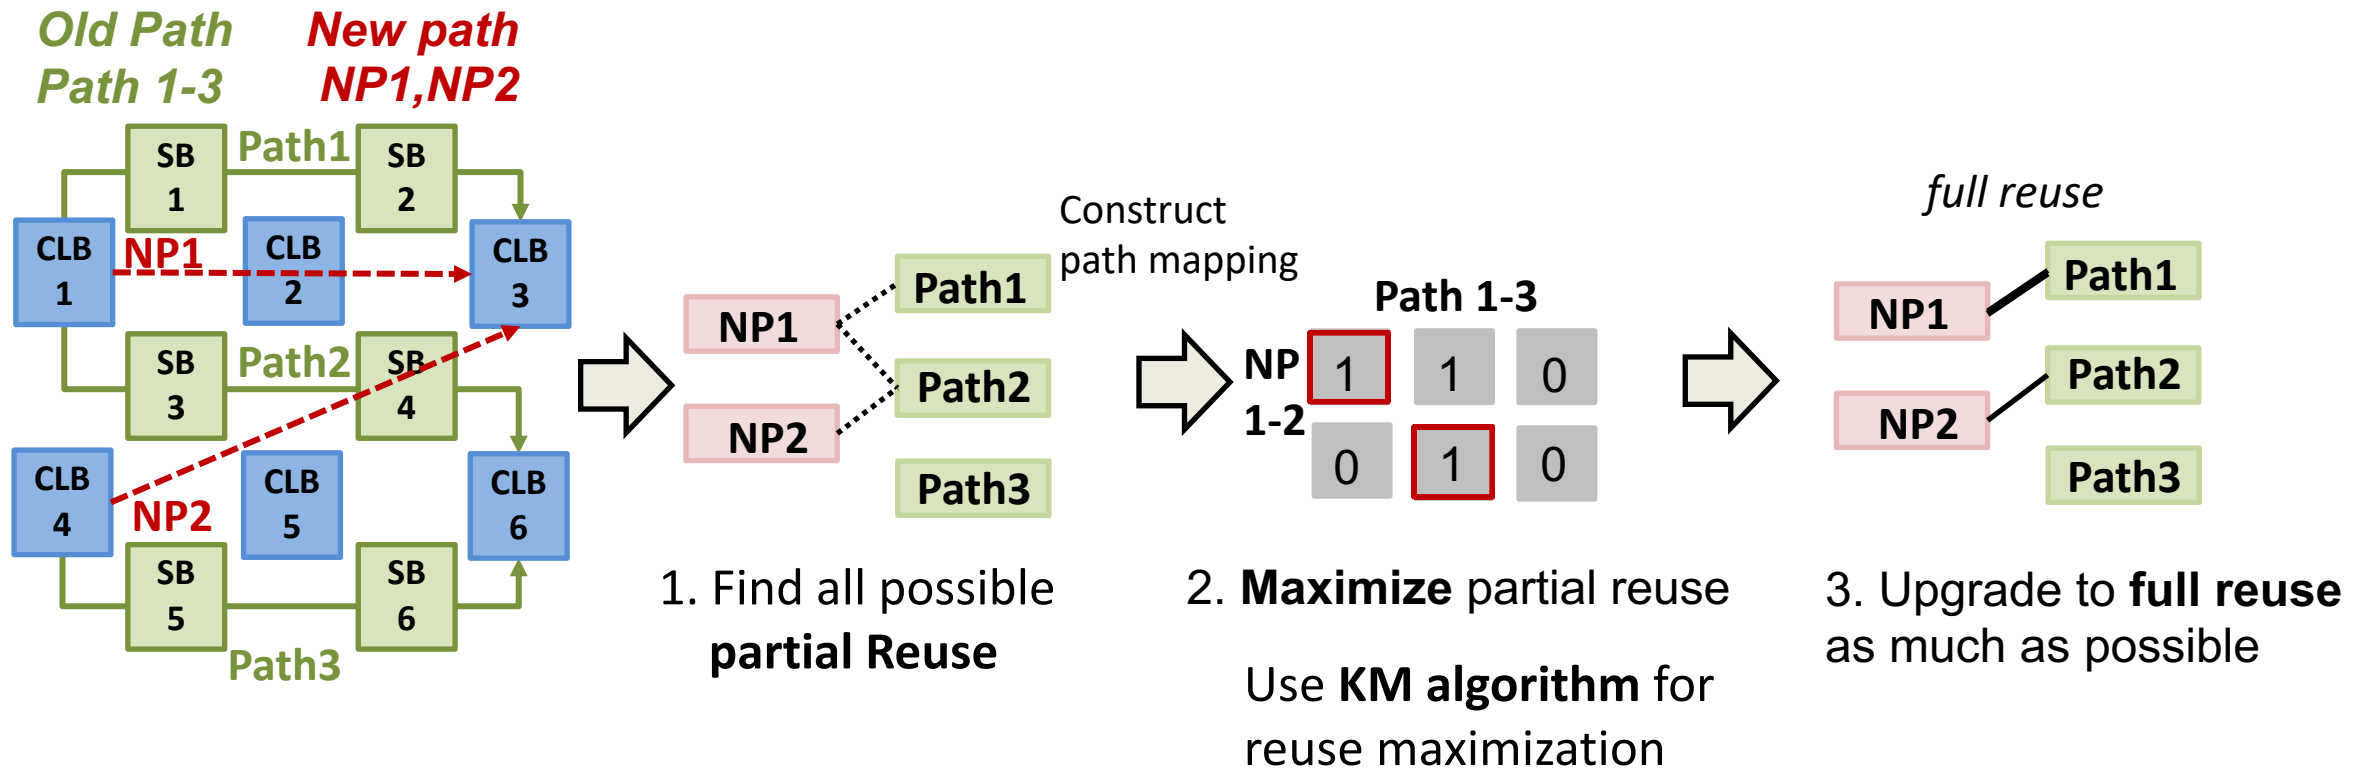 Old Path
Path 1-3
New path
NP1,NP2
SB
1
Path1
SB
2
CLB
1
NP1
CLB
2
CLB
3
SB
3
Path2
SB
4
CLB
4
NP2
CLB
5
CLB
6
SB
5
SB
6
Path3
NP1
NP2
Path1
Path2
Path3
1. Find all possible
partial Reuse
Construct
path mapping
Path 1-3
NP
1-2
1 1 0
0 1 0
2. Maximize partial reuse
Use KM algorithm for
reuse maximization
full reuse
NP1
NP2
Path1
Path2
Path3
3. Upgrade to full reuse
as much as possible